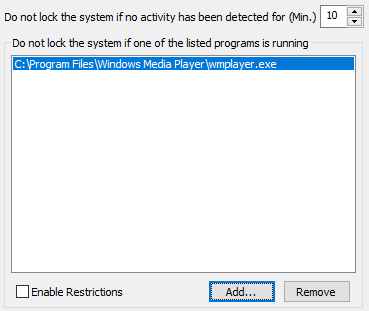 Do not lock the system if no activity has been detected for (Min.) 10
Do not lock the system if one of the listed programs is running
C:\Program Files\Windows Media Player\wmplayer.exe
Enable Restrictions Add... Remove